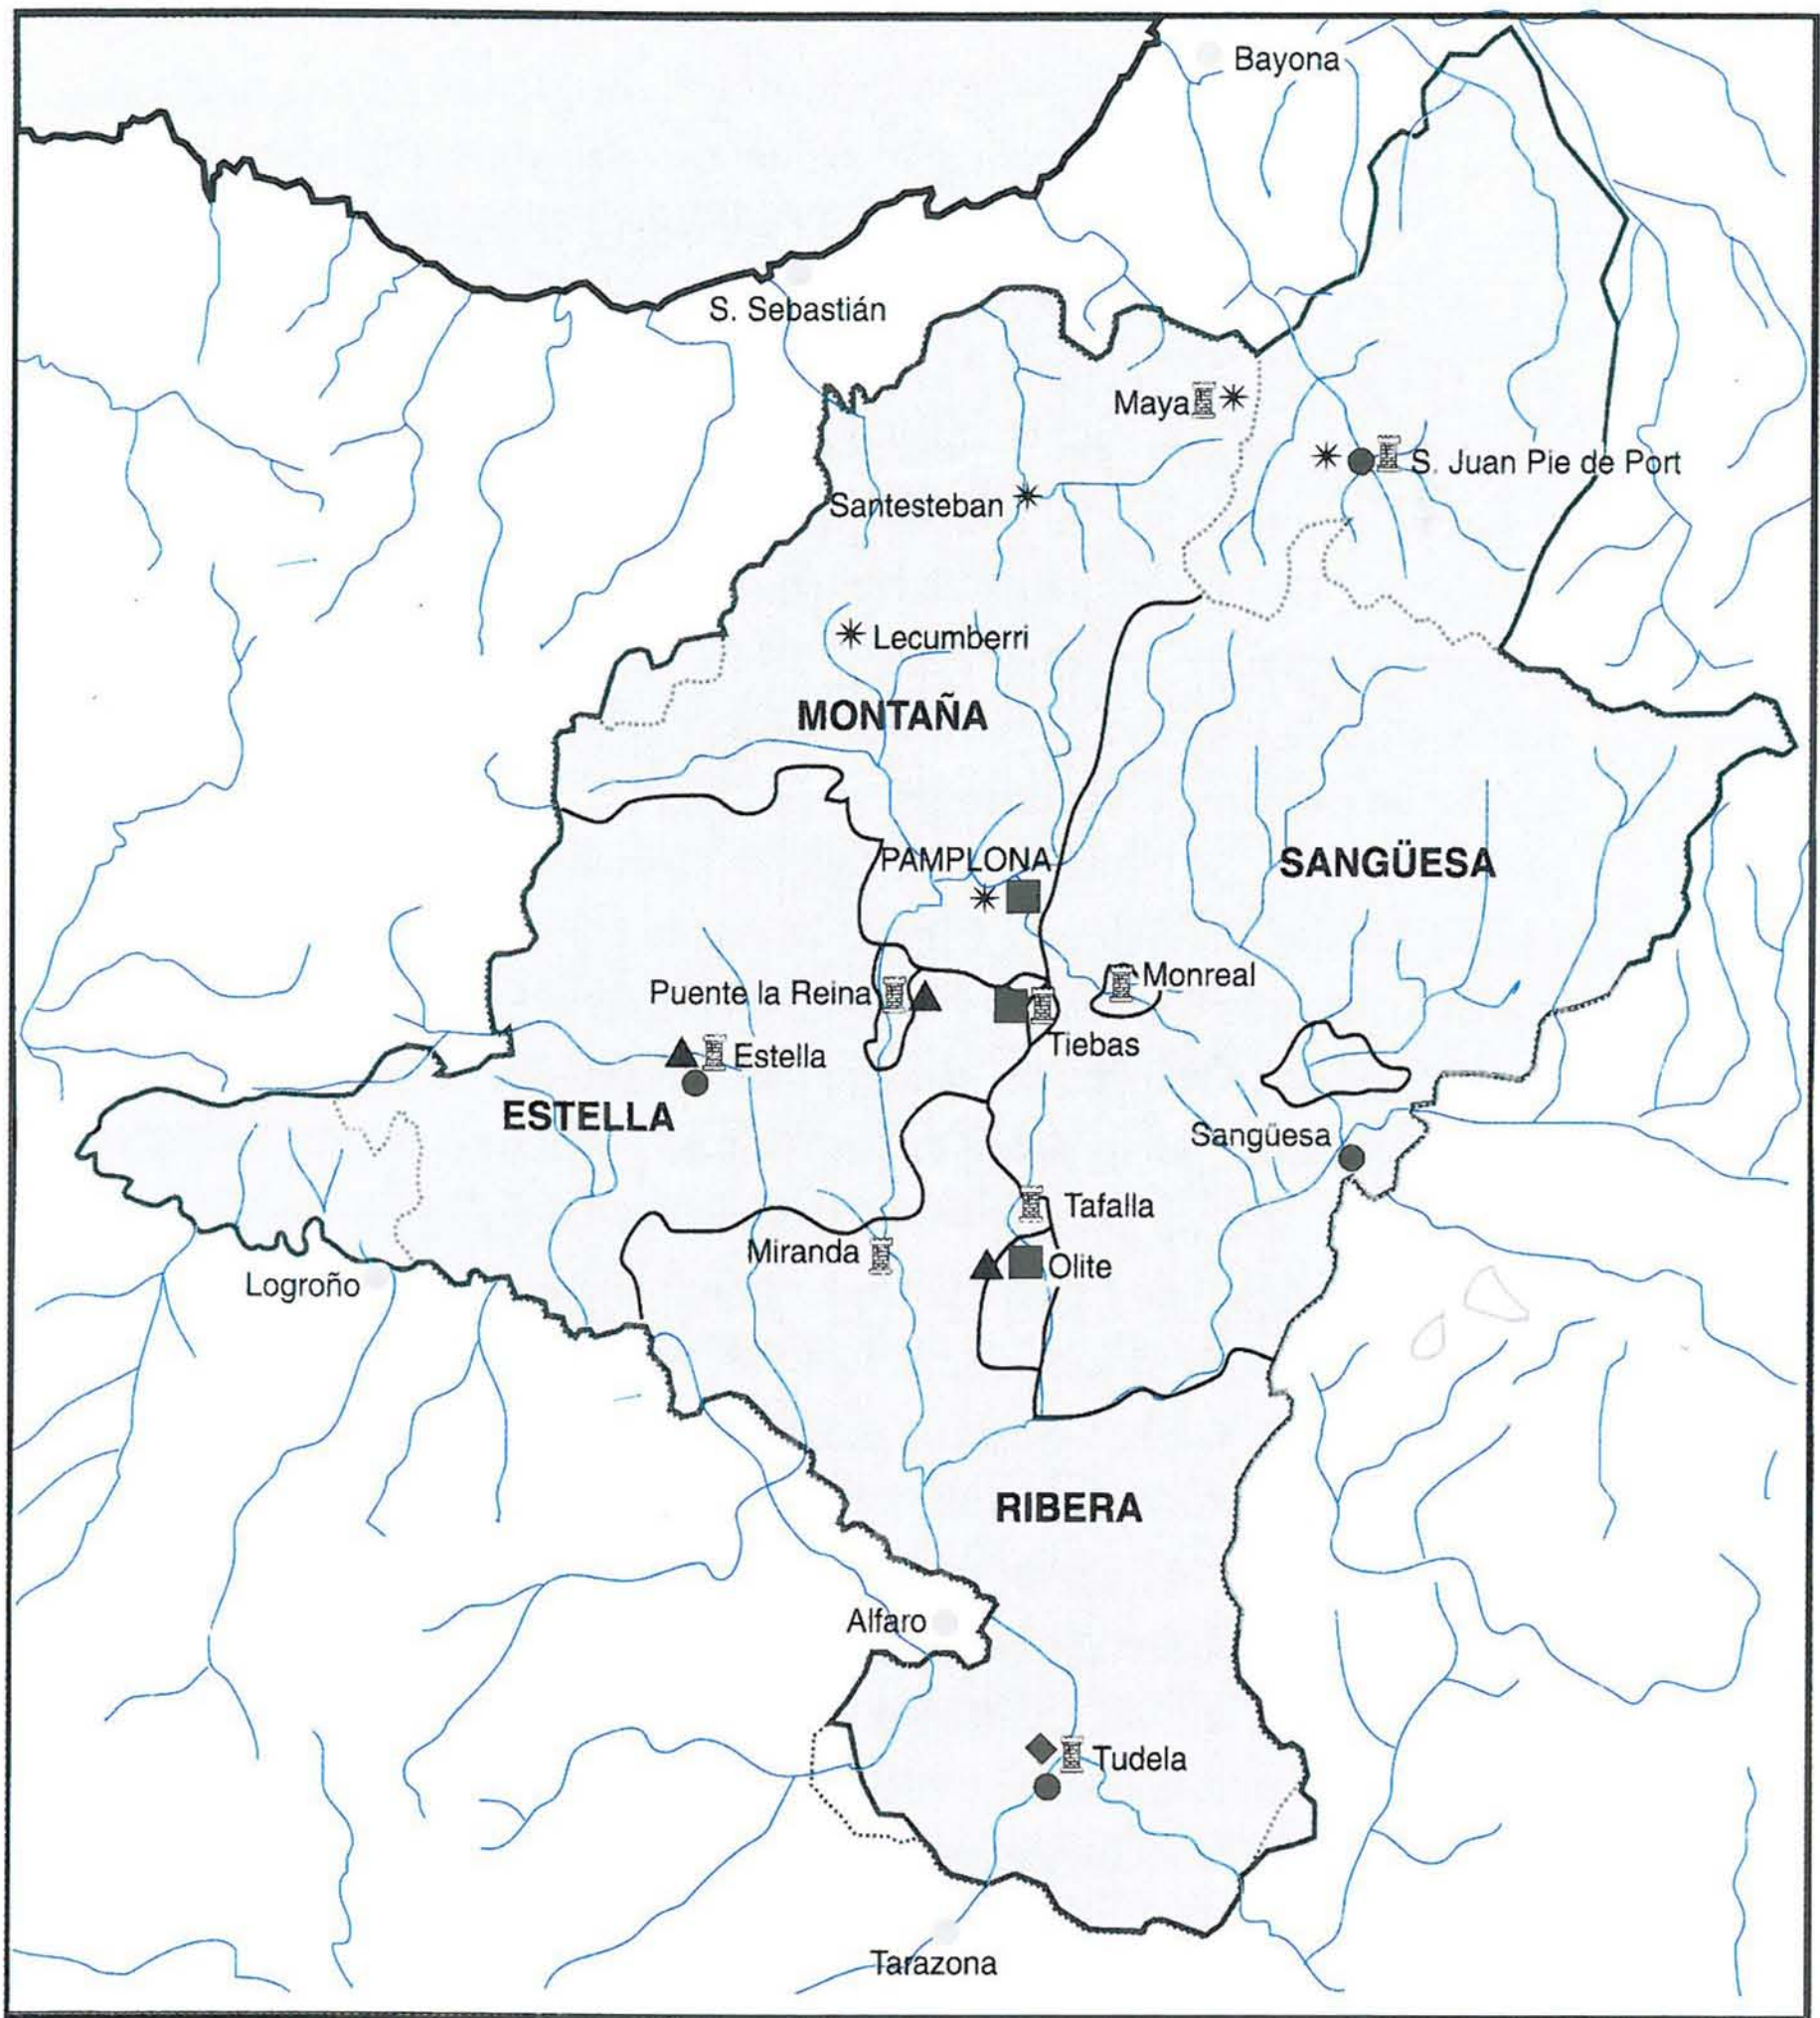 Bayona
S. Sebastián
Maya
S. Juan Pie de Port
Santesteban
Lecumberri
MONTAÑA
PAMPLONA
SANGÜESA
Puente la Reina
Monreal
Tiebas
Estella
ESTELLA
Sangüesa
Tafalla
Miranda
Olite
Logroño
RIBERA
Alfaro
Tudela
Tarazona